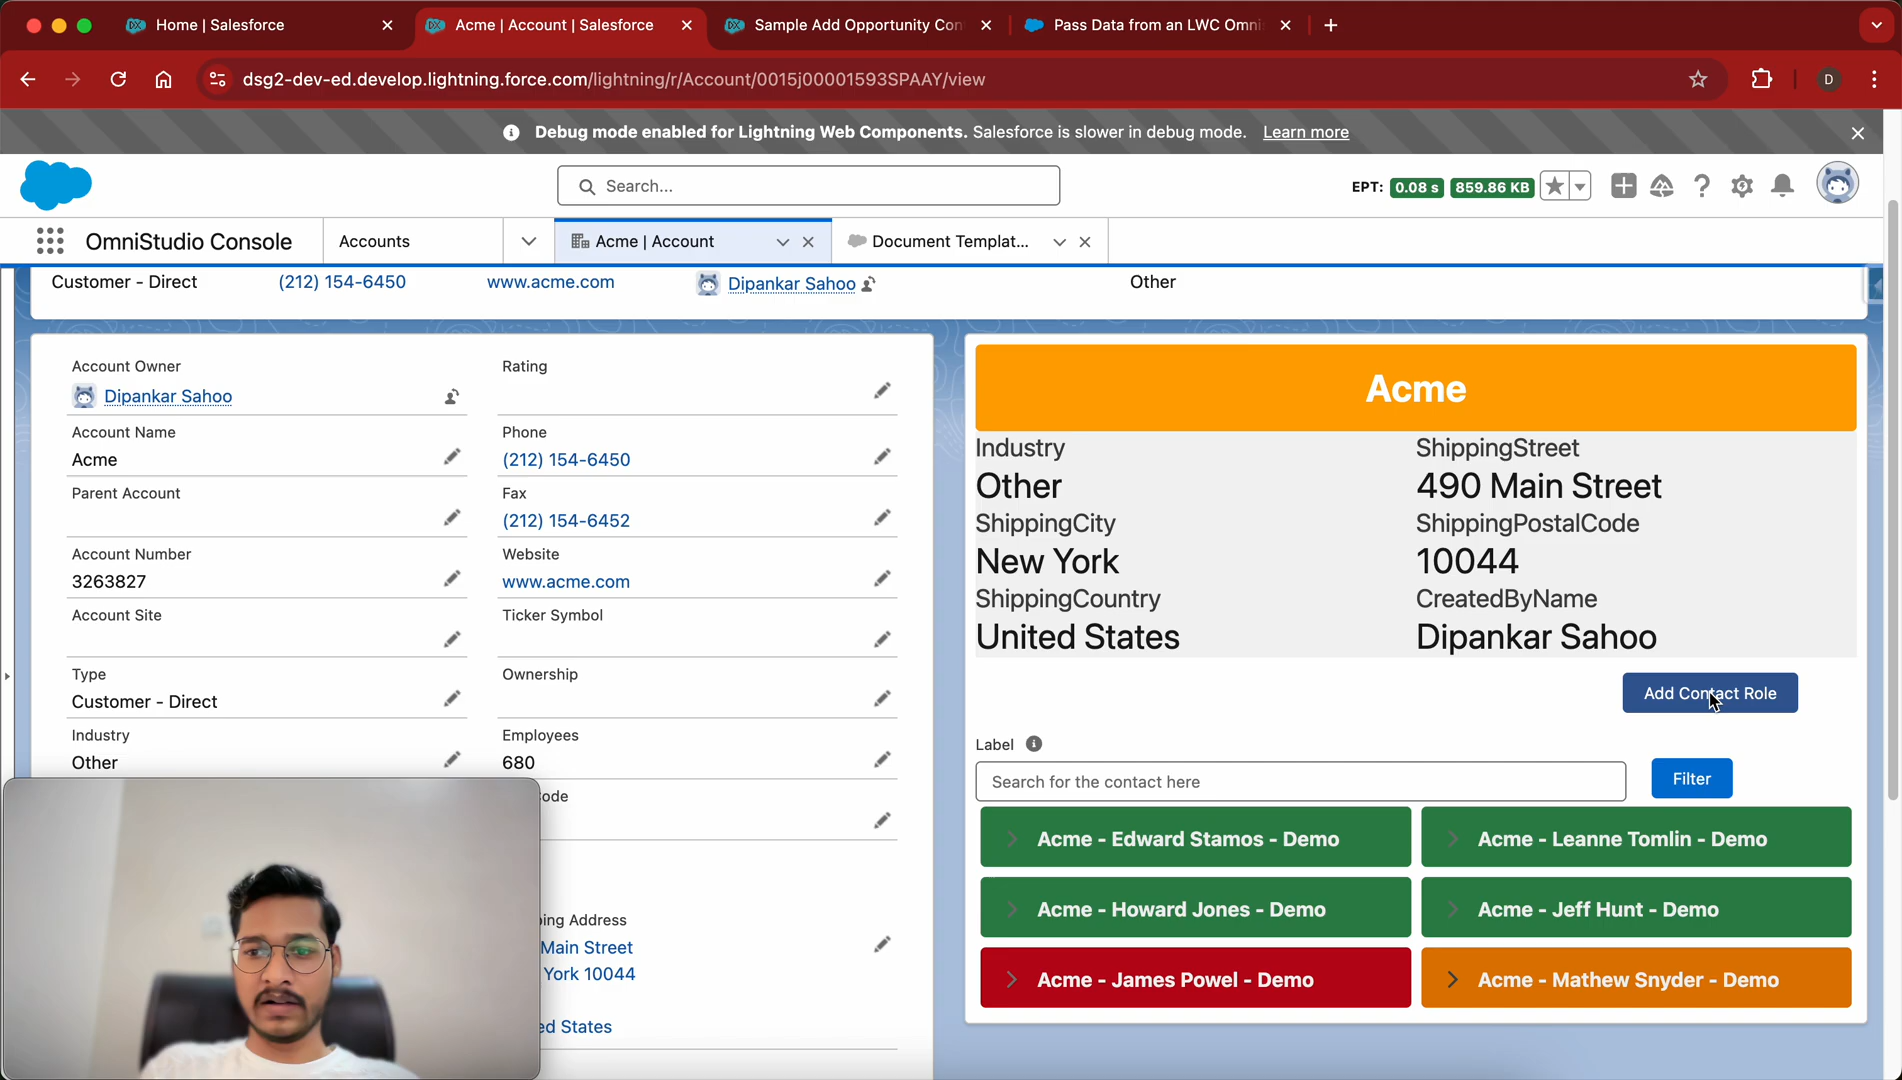 Home | Salesforce
Acme | Account | Salesforce
Sample Add Opportunity Con
Pass Data from an LWC Omni
dsg2-dev-ed.develop.lightning.force.com/lightning/r/Account/0015j00001593SPAAY/view
D
Debug mode enabled for Lightning Web Components. Salesforce is slower in debug mode. Learn more
Search...
EPT: 0.08 s 859.86 KB
OmniStudio Console
Accounts
Acme | Account
Document Templat...
Customer - Direct
(212) 154-6450
www.acme.com
Dipankar Sahoo
Other
Account Owner
Dipankar Sahoo
Rating
Account Name
Acme
Phone
(212) 154-6450
Parent Account
Fax
(212) 154-6452
Account Number
3263827
Website
www.acme.com
Account Site
Ticker Symbol
Type
Customer - Direct
Ownership
Industry
Other
Employees
680
Code
ing Address
Main Street
York 10044
ed States
Acme
Industry
Other
ShippingStreet
490 Main Street
ShippingCity
New York
ShippingPostalCode
10044
ShippingCountry
United States
CreatedByName
Dipankar Sahoo
Add Contact Role
Label
Search for the contact here
Filter
Acme - Edward Stamos - Demo
Acme - Leanne Tomlin - Demo
Acme - Howard Jones - Demo
Acme - Jeff Hunt - Demo
Acme - James Powel - Demo
Acme - Mathew Snyder - Demo